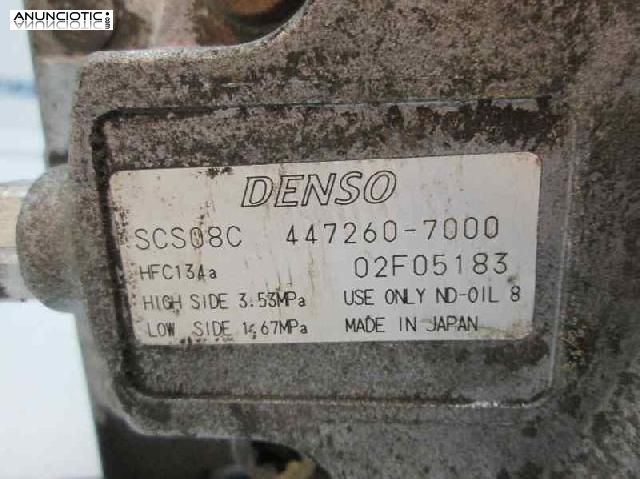 ANUNCIOTIC.com
DENSO
SCS08C 447260-7000
HFC134a 02F05183
HIGH SIDE 3.53MPa USE ONLY ND-OIL 8
LOW SIDE 1.67MPa MADE IN JAPAN